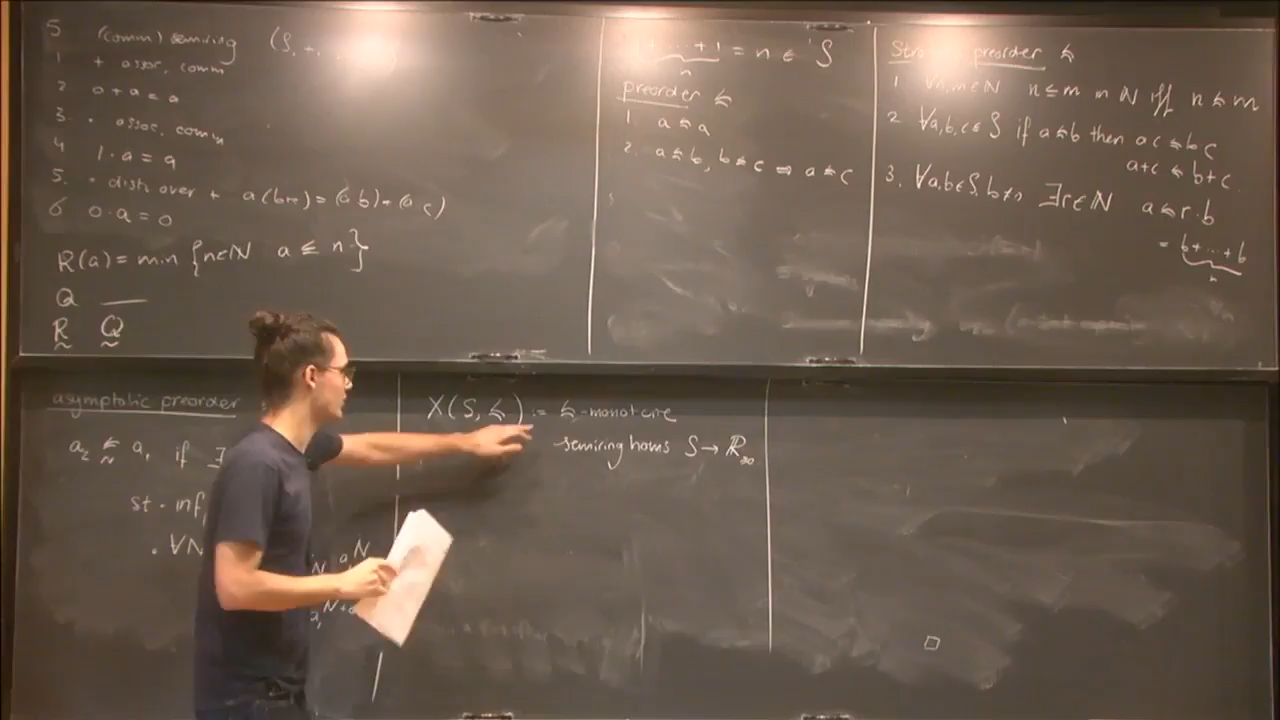 S (comm) semiring (S, +, ·
1 + assoc, comm
2 0 + a = a
3. · assoc, comm
4 1·a = a
5. · distr over + a(b+c) = (a·b)+(a·c)
6 0·a = 0
R(a) = min {n∈ℕ a ≤ n}
Q —
R̰ Q̰
1+...+1 = n ∈ S
n
preorder ≤
1. a ≤ a
2. a ≤ b, b ≤ c ⇒ a ≤ c
preorder ≤
1 ∀n,m∈ℕ n ≤ m in ℕ iff n ≤ m
2 ∀a,b,c∈S if a ≤ b then ac ≤ bc
a+c ≤ b+c.
3. ∀a,b∈S, b≠0 ∃r∈ℕ a ≤ r·b
= b+...+b
asymptotic preorder
a₂ ≲ a₁ if ∃
st · inf
· ∀N
X(S, ≤) := ≤-monotone
semiring homs S → ℝ≥0
□